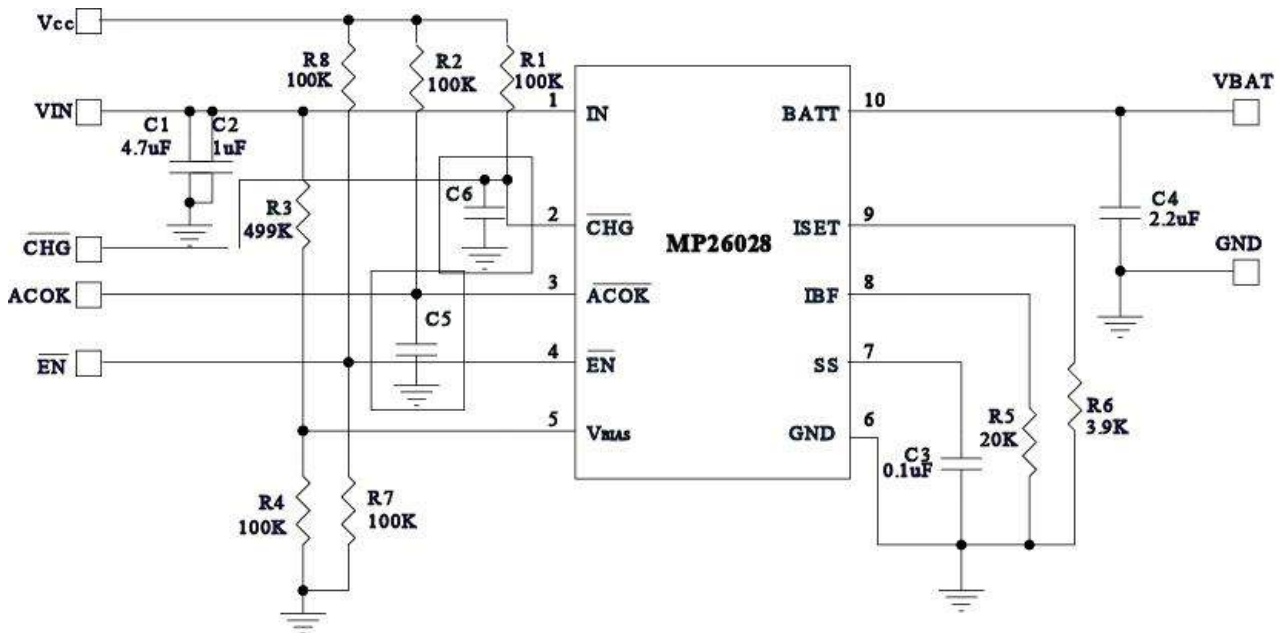 Vcc
R8
100K
R2
100K
R1
100K
VIN
C1
4.7uF
C2
1uF
1
IN
BATT
10
VBAT
R3
499K
C6
2
CHG
MP26028
ISET
9
C4
2.2uF
CHG
GND
ACOK
3
ACOK
IBF
8
C5
EN
4
EN
SS
7
5
VBIAS
GND
6
R5
20K
R6
3.9K
C3
0.1uF
R4
100K
R7
100K